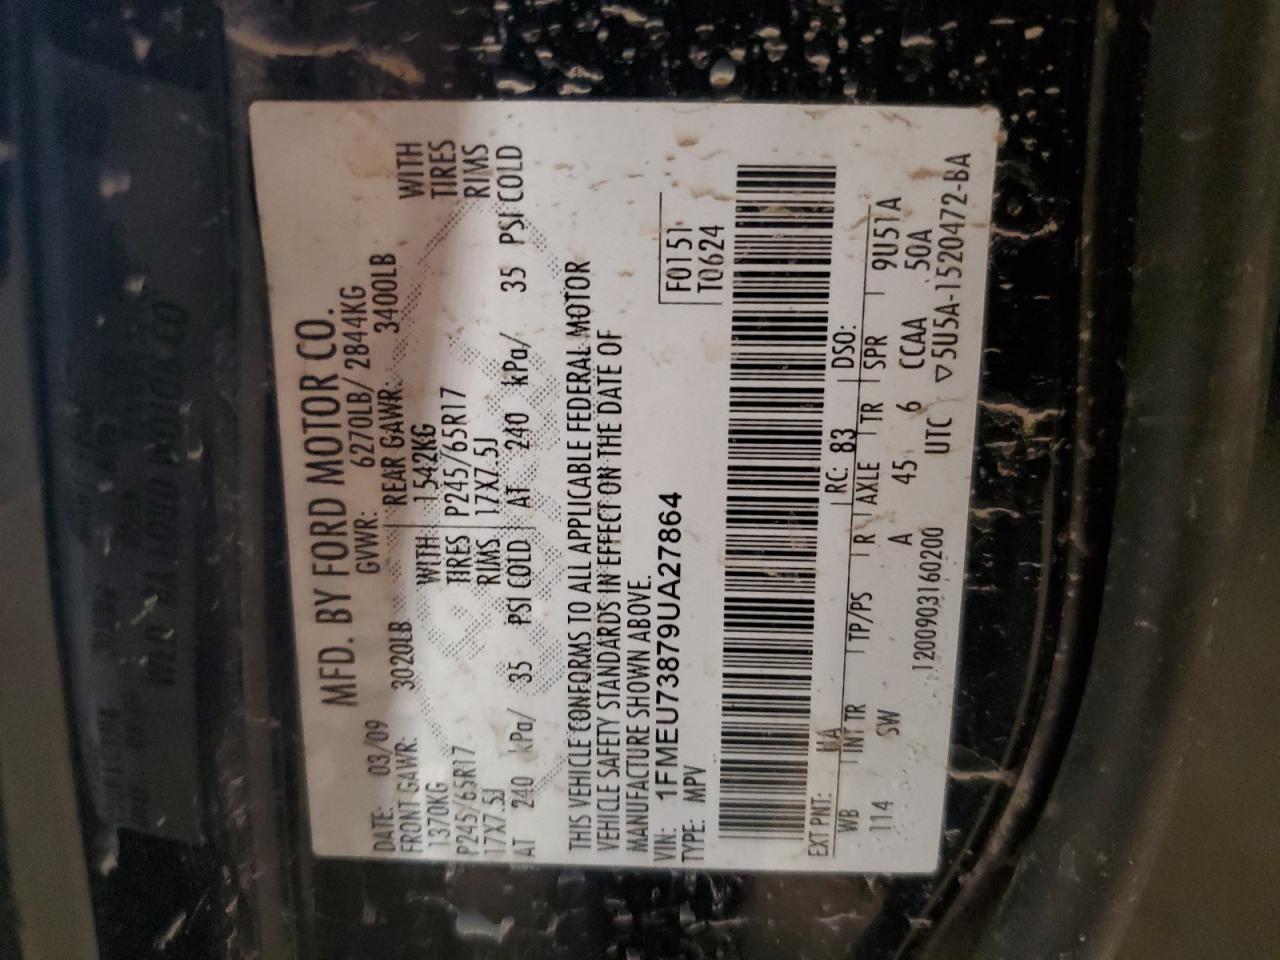 MFD. BY FORD MOTOR CO.
DATE: 03/09 GVWR: 6270LB/ 2844KG
FRONT GAWR: 3020LB REAR GAWR: 3400LB
1370KG WITH 1542KG WITH
P245/65R17 TIRES P245/65R17 TIRES
17X7.5J RIMS 17X7.5J RIMS
AT 240 kPa/ 35 PSI COLD AT 240 kPa/ 35 PSI COLD
THIS VEHICLE CONFORMS TO ALL APPLICABLE FEDERAL MOTOR
VEHICLE SAFETY STANDARDS IN EFFECT ON THE DATE OF
MANUFACTURE SHOWN ABOVE.
VIN: 1FMEU73879UA27864 F0151
TYPE: MPV T0624
EXT PNT: UA RC: 83 DSO:
WB INT TR TP/PS R AXLE TR SPR 9U51A
114 SW A 45 6 CCAA 50A
1200903160200 UTC ▽5U5A-1520472-BA